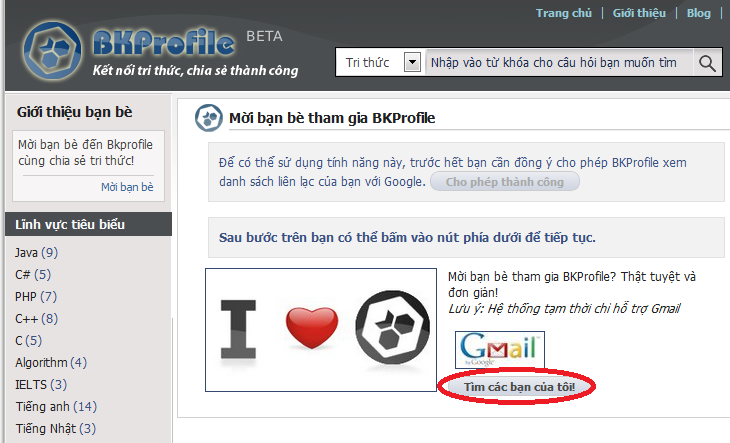 Trang chủ | Giới thiệu | Blog |
BKProfile BETA
Kết nối tri thức, chia sẻ thành công
Tri thức
Nhập vào từ khóa cho câu hỏi bạn muốn tìm
Giới thiệu bạn bè
Mời bạn bè đến Bkprofile
cùng chia sẻ tri thức!
Mời bạn bè
Lĩnh vực tiêu biểu
Java (9)
C# (5)
PHP (7)
C++ (8)
C (5)
Algorithm (4)
IELTS (3)
Tiếng anh (14)
Tiếng Nhật (3)
Mời bạn bè tham gia BKProfile
Để có thể sử dụng tính năng này, trước hết bạn cần đồng ý cho phép BKProfile xem
danh sách liên lạc của bạn với Google. Cho phép thành công
Sau bước trên bạn có thể bấm vào nút phía dưới để tiếp tục.
I
Mời bạn bè tham gia BKProfile? Thật tuyệt và
đơn giản!
Lưu ý: Hệ thống tạm thời chỉ hỗ trợ Gmail
Gmail
by Google
Tìm các bạn của tôi!